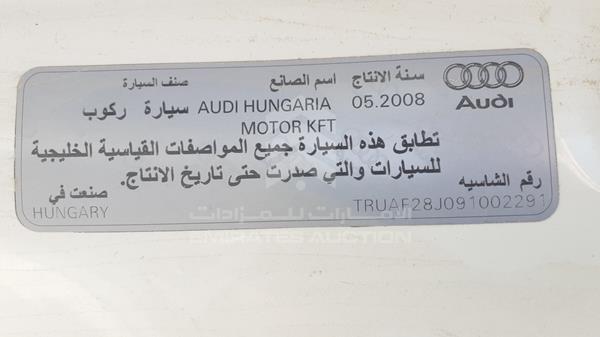 سنة الانتاج اسم الصانع صنف السيارة
05.2008 AUDI HUNGARIA سيارة ركوب
Audi
MOTOR KFT
تطابق هذه السيارة جميع المواصفات القياسية الخليجية
للسيارات والتي صدرت حتى تاريخ الانتاج.
رقم الشاسيه صنعت في
TRUAF28J091002291 HUNGARY
الامارات للمزادات
EMIRATES AUCTION